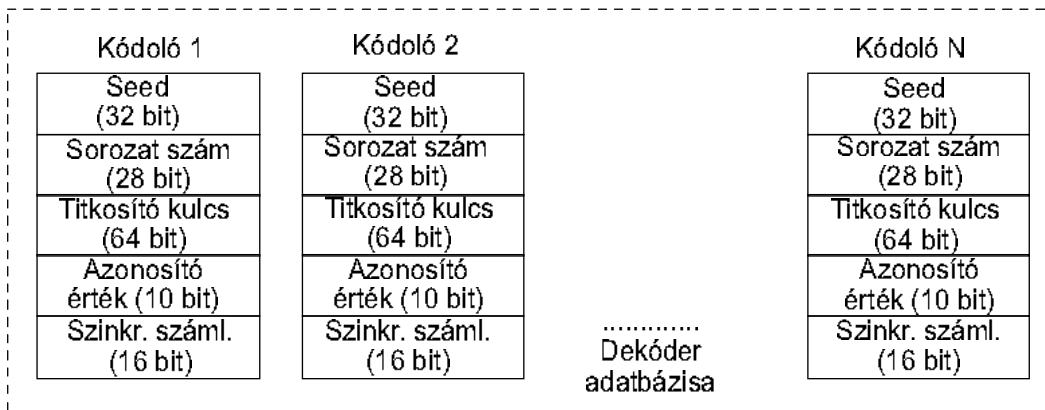 Kódoló 1
Seed
(32 bit)
Sorozat szám
(28 bit)
Titkosító kulcs
(64 bit)
Azonosító
érték (10 bit)
Szinkr. száml.
(16 bit)
Kódoló 2
Seed
(32 bit)
Sorozat szám
(28 bit)
Titkosító kulcs
(64 bit)
Azonosító
érték (10 bit)
Szinkr. száml.
(16 bit)
.............
Dekóder
adatbázisa
Kódoló N
Seed
(32 bit)
Sorozat szám
(28 bit)
Titkosító kulcs
(64 bit)
Azonosító
érték (10 bit)
Szinkr. száml.
(16 bit)